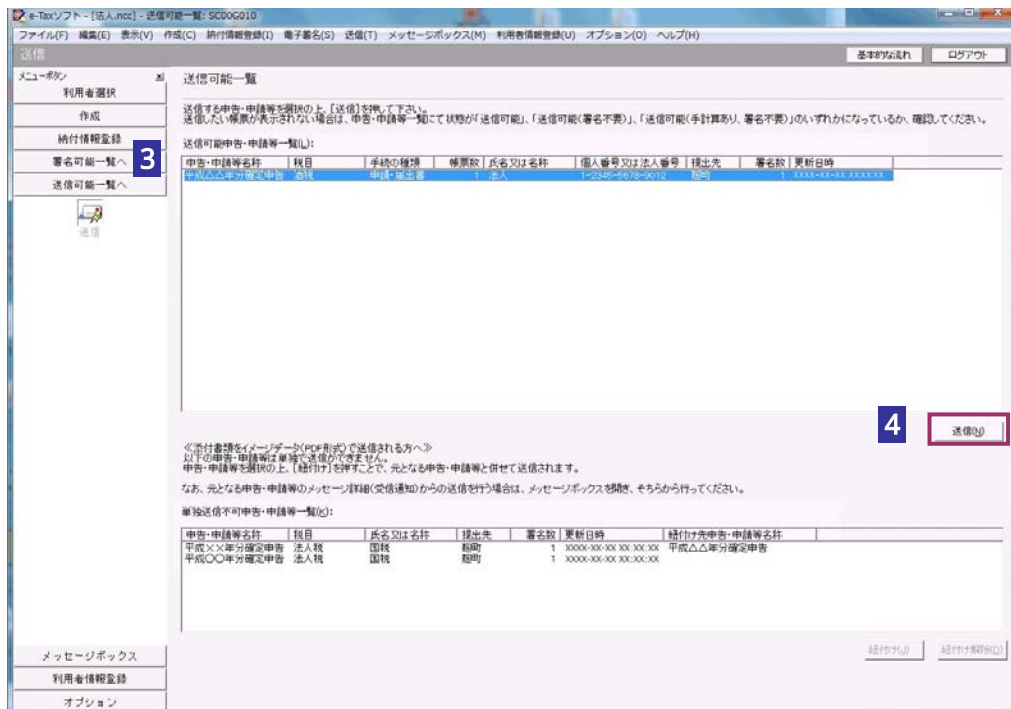 e-Taxソフト - [法人.ncc] - 送信可能一覧: SC00G010
ファイル(F) 編集(E) 表示(V) 作成(C) 納付情報登録(I) 電子署名(S) 送信(T) メッセージボックス(M) 利用者情報登録(U) オプション(O) ヘルプ(H)
送信 基本的な流れ ログアウト
メニューボタン
利用者選択
作成
納付情報登録
署名可能一覧へ
3
送信可能一覧へ
送信
メッセージボックス
利用者情報登録
オプション
送信可能一覧
送信する申告・申請等を選択の上、[送信]を押して下さい。
送信したい帳票が表示されない場合は、申告・申請等一覧にて状態が「送信可能」、「送信可能(署名不要)」、「送信可能(手計算あり、署名不要)」のいずれかになっているか、確認してください。
送信可能申告・申請等一覧(L):
申告・申請等名称 税目 手続の種類 帳票数 氏名又は名称 個人番号又は法人番号 提出先 署名数 更新日時
平成△△年分確定申告 酒税 申請・届出書 1 法人 1-2345-5678-9012 麹町 1 XXXX-XX-XX XX:XX:XX
4
送信(N)
≪添付書類をイメージデータ(PDF形式)で送信される方へ≫
以下の申告・申請等は単独で送信ができません。
申告・申請等を選択の上、[紐付け]を押すことで、元となる申告・申請等と併せて送信されます。
なお、元となる申告・申請等のメッセージ詳細(受信通知)からの送信を行う場合は、メッセージボックスを開き、そちらから行ってください。
単独送信不可申告・申請等一覧(K):
申告・申請等名称 税目 氏名又は名称 提出先 署名数 更新日時 紐付け先申告・申請等名称
平成××年分確定申告 法人税 国税 麹町 1 XXXX-XX-XX XX:XX:XX 平成△△年分確定申告
平成〇〇年分確定申告 法人税 国税 麹町 1 XXXX-XX-XX XX:XX:XX
紐付け(J) 紐付け解除(D)